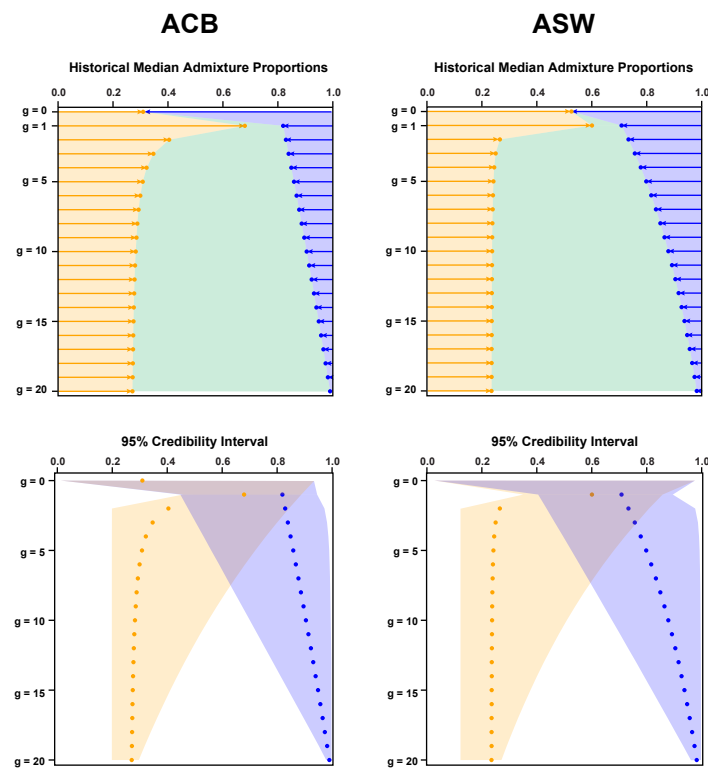 ACB ASW
Historical Median Admixture Proportions Historical Median Admixture Proportions
0.0 0.2 0.4 0.6 0.8 1.0 0.0 0.2 0.4 0.6 0.8 1.0
g = 0 g = 0
g = 1 g = 1
g = 5 g = 5
g = 10 g = 10
g = 15 g = 15
g = 20 g = 20
95% Credibility Interval 95% Credibility Interval
0.0 0.2 0.4 0.6 0.8 1.0 0.0 0.2 0.4 0.6 0.8 1.0
g = 0 g = 0
g = 5 g = 5
g = 10 g = 10
g = 15 g = 15
g = 20 g = 20